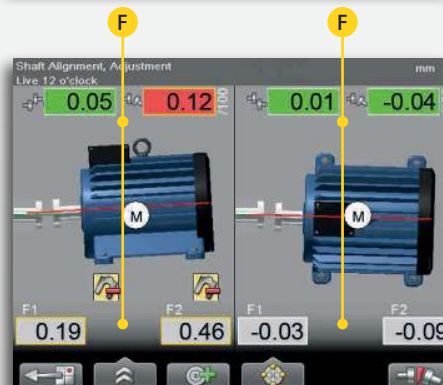 F F
Shaft Alignment, Adjustment mm
Live 12 o'clock
0.05 0.12 /100 0.01 -0.04
M M
F1 F2 F1 F2
0.19 0.46 -0.03 -0.09